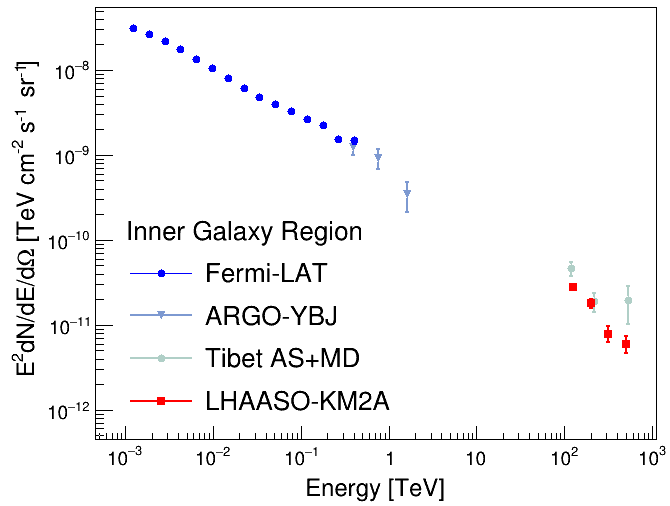 E²dN/dE/dΩ [TeV cm⁻² s⁻¹ sr⁻¹]
10⁻⁸
10⁻⁹
10⁻¹⁰
10⁻¹¹
10⁻¹²
Inner Galaxy Region
Fermi-LAT
ARGO-YBJ
Tibet AS+MD
LHAASO-KM2A
10⁻³ 10⁻² 10⁻¹ 1 10 10² 10³
Energy [TeV]